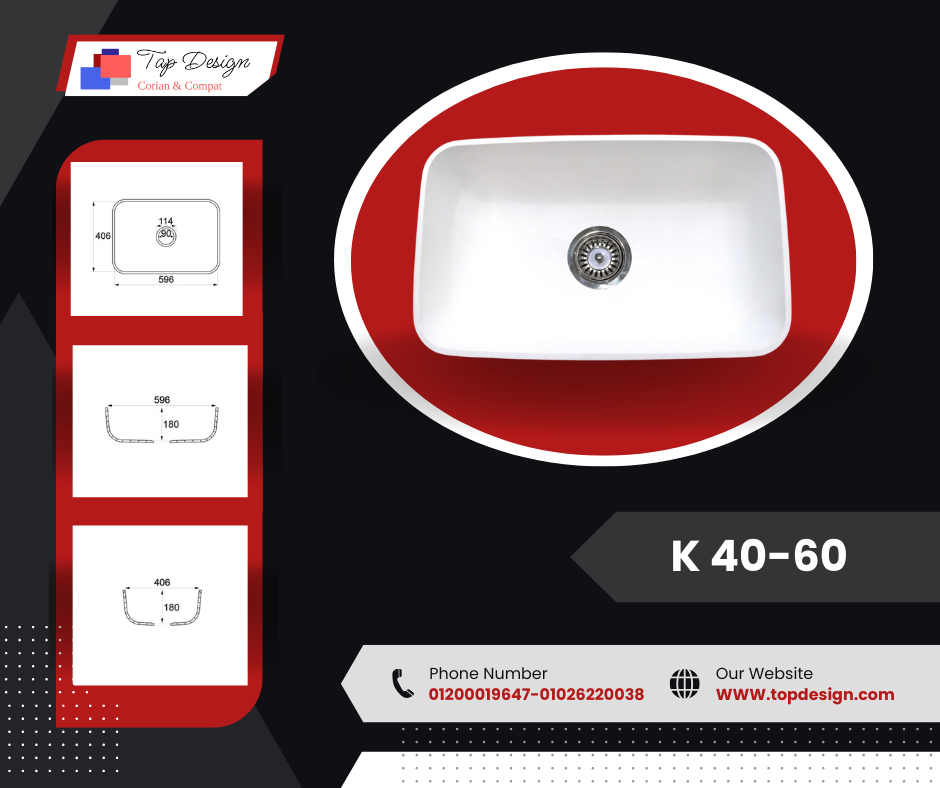 Tap Design
Corian & Compat
114
90
406
596
596
180
406
180
K 40-60
Phone Number
01200019647-01026220038
Our Website
WWW.topdesign.com